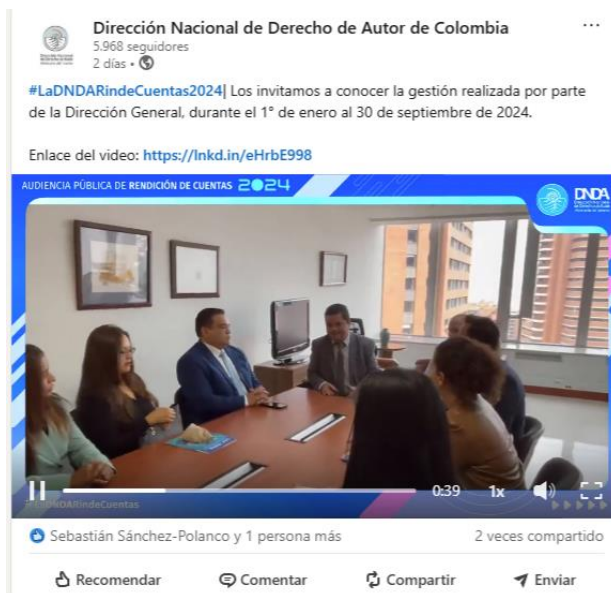 Dirección Nacional de Derecho de Autor de Colombia
5.968 seguidores
2 días •
#LaDNDARindeCuentas2024| Los invitamos a conocer la gestión realizada por parte
de la Dirección General, durante el 1° de enero al 30 de septiembre de 2024.
Enlace del video: https://lnkd.in/eHrbE998
AUDIENCIA PÚBLICA DE RENDICIÓN DE CUENTAS 2024
DNDA
0:39 1x
#LaDNDARindeCuentas
Sebastián Sánchez-Polanco y 1 persona más
2 veces compartido
Recomendar Comentar Compartir Enviar